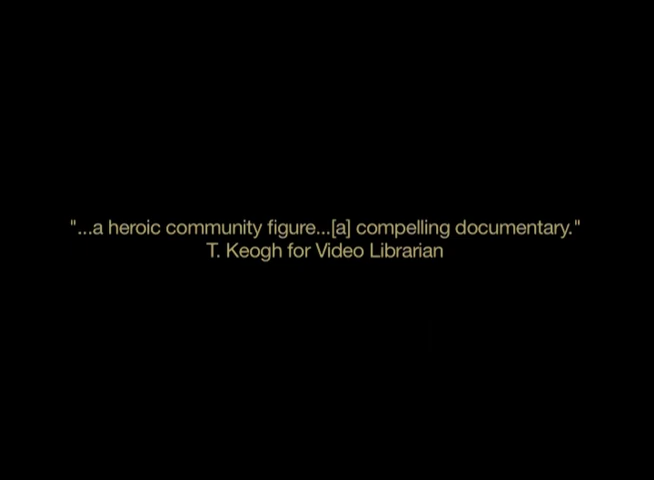 "...a heroic community figure...[a] compelling documentary."
T. Keogh for Video Librarian